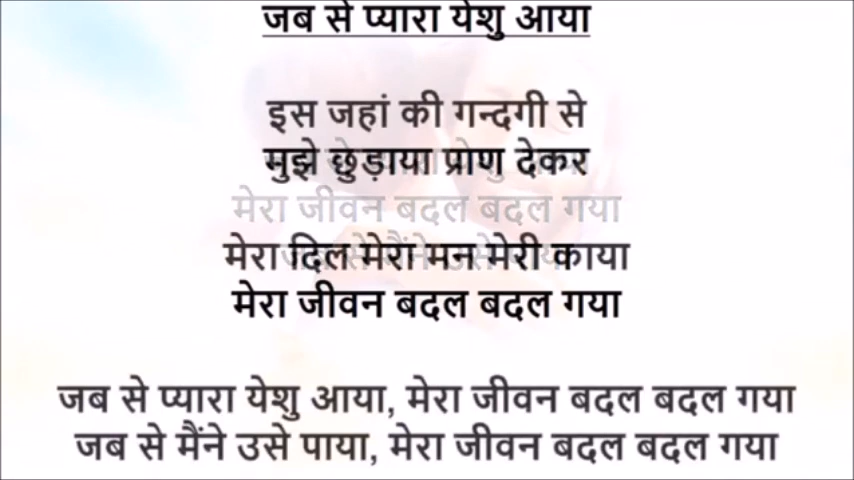 जब से प्यारा येशु आया
इस जहां की गन्दगी से
मुझे छुड़ाया प्राण देकर
मेरा जीवन बदल बदल गया
मेरा दिल मेरा मन मेरी काया
मेरा जीवन बदल बदल गया
जब से प्यारा येशु आया, मेरा जीवन बदल बदल गया
जब से मैंने उसे पाया, मेरा जीवन बदल बदल गया